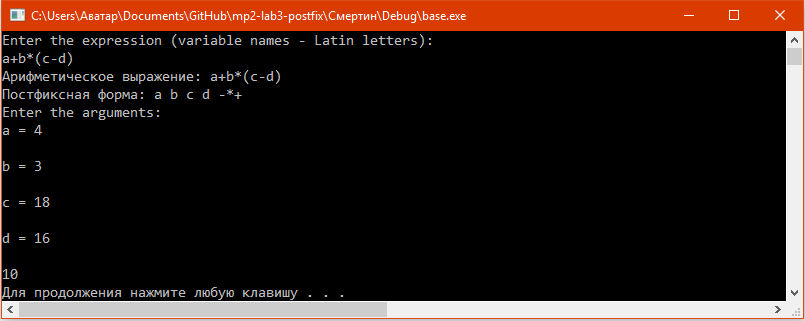 C:\Users\Аватар\Documents\GitHub\mp2-lab3-postfix\Смертин\Debug\base.exe
Enter the expression (variable names - Latin letters):
a+b*(c-d)
Арифметическое выражение: a+b*(c-d)
Постфиксная форма: a b c d -*+
Enter the arguments:
a = 4
b = 3
c = 18
d = 16
10
Для продолжения нажмите любую клавишу . . .